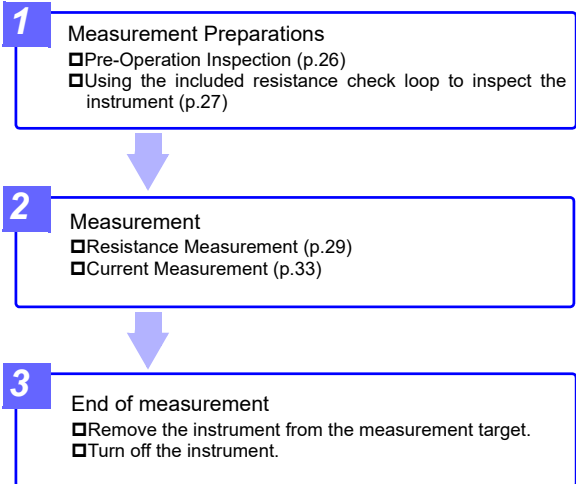 1
Measurement Preparations
□Pre-Operation Inspection (p.26)
□Using the included resistance check loop to inspect the
instrument (p.27)
2
Measurement
□Resistance Measurement (p.29)
□Current Measurement (p.33)
3
End of measurement
□Remove the instrument from the measurement target.
□Turn off the instrument.